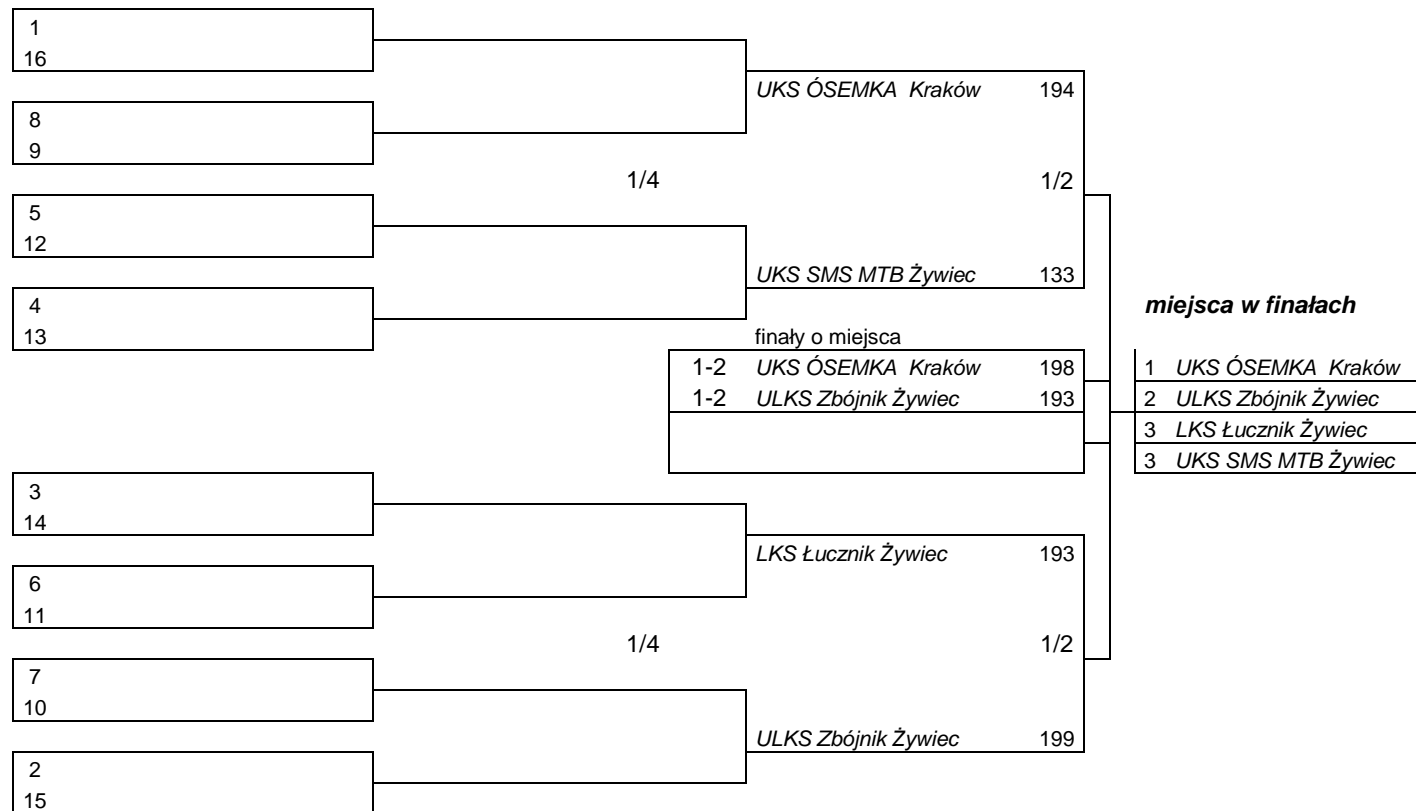 1
16
UKS ÓSEMKA Kraków 194
8
9
1/4 1/2
5
12
UKS SMS MTB Żywiec 133
4
13
miejsca w finałach
finały o miejsca
1-2 UKS ÓSEMKA Kraków 198
1 UKS ÓSEMKA Kraków
1-2 ULKS Zbójnik Żywiec 193
2 ULKS Zbójnik Żywiec
3 LKS Łucznik Żywiec
3 UKS SMS MTB Żywiec
3
14
LKS Łucznik Żywiec 193
6
11
1/4 1/2
7
10
ULKS Zbójnik Żywiec 199
2
15